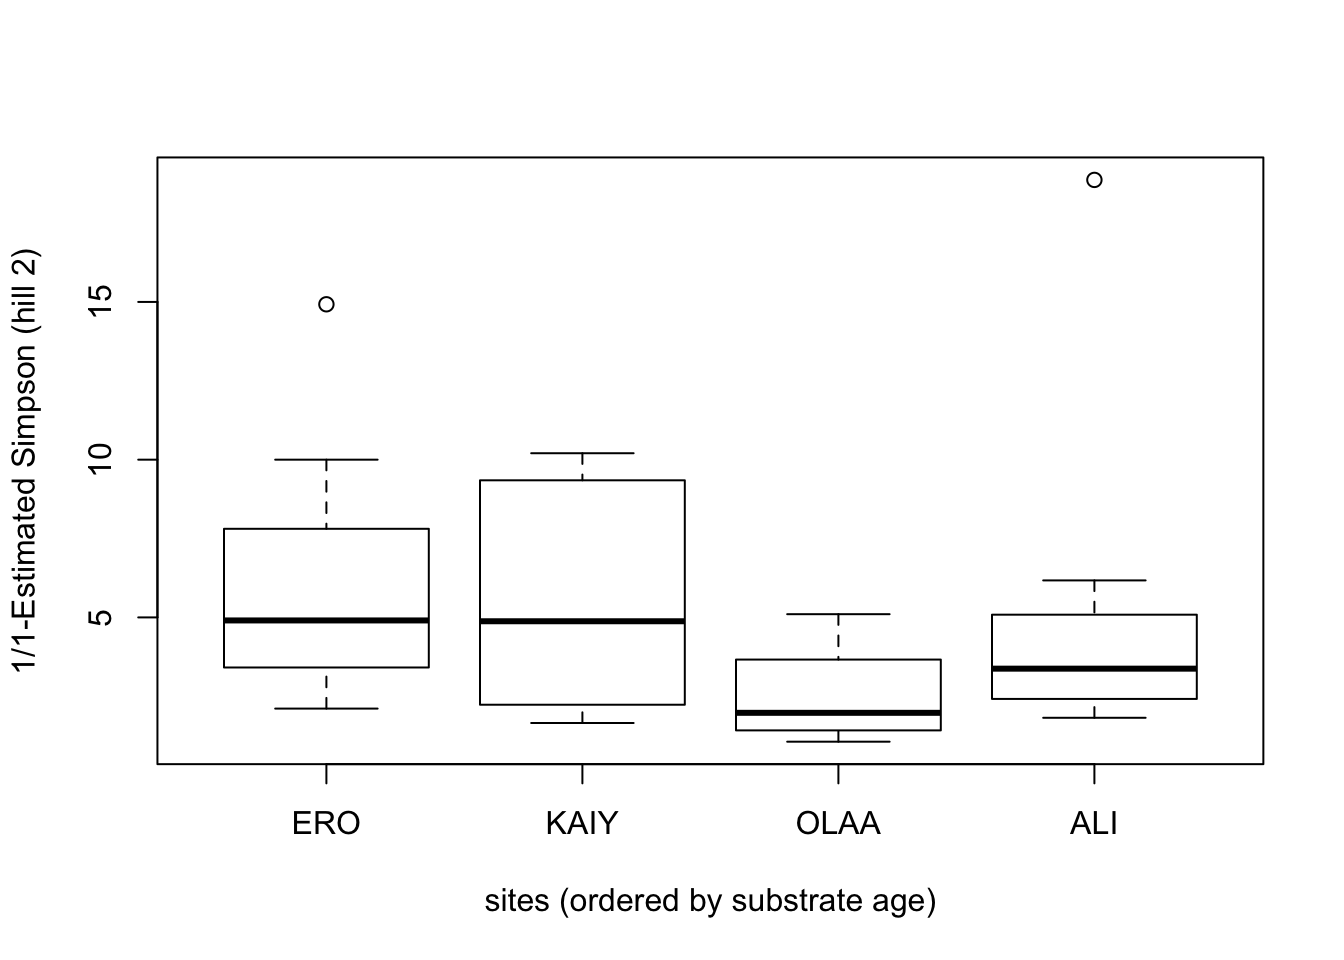 1/1-Estimated Simpson (hill 2)
15
10
5
ERO KAIY OLAA ALI
sites (ordered by substrate age)